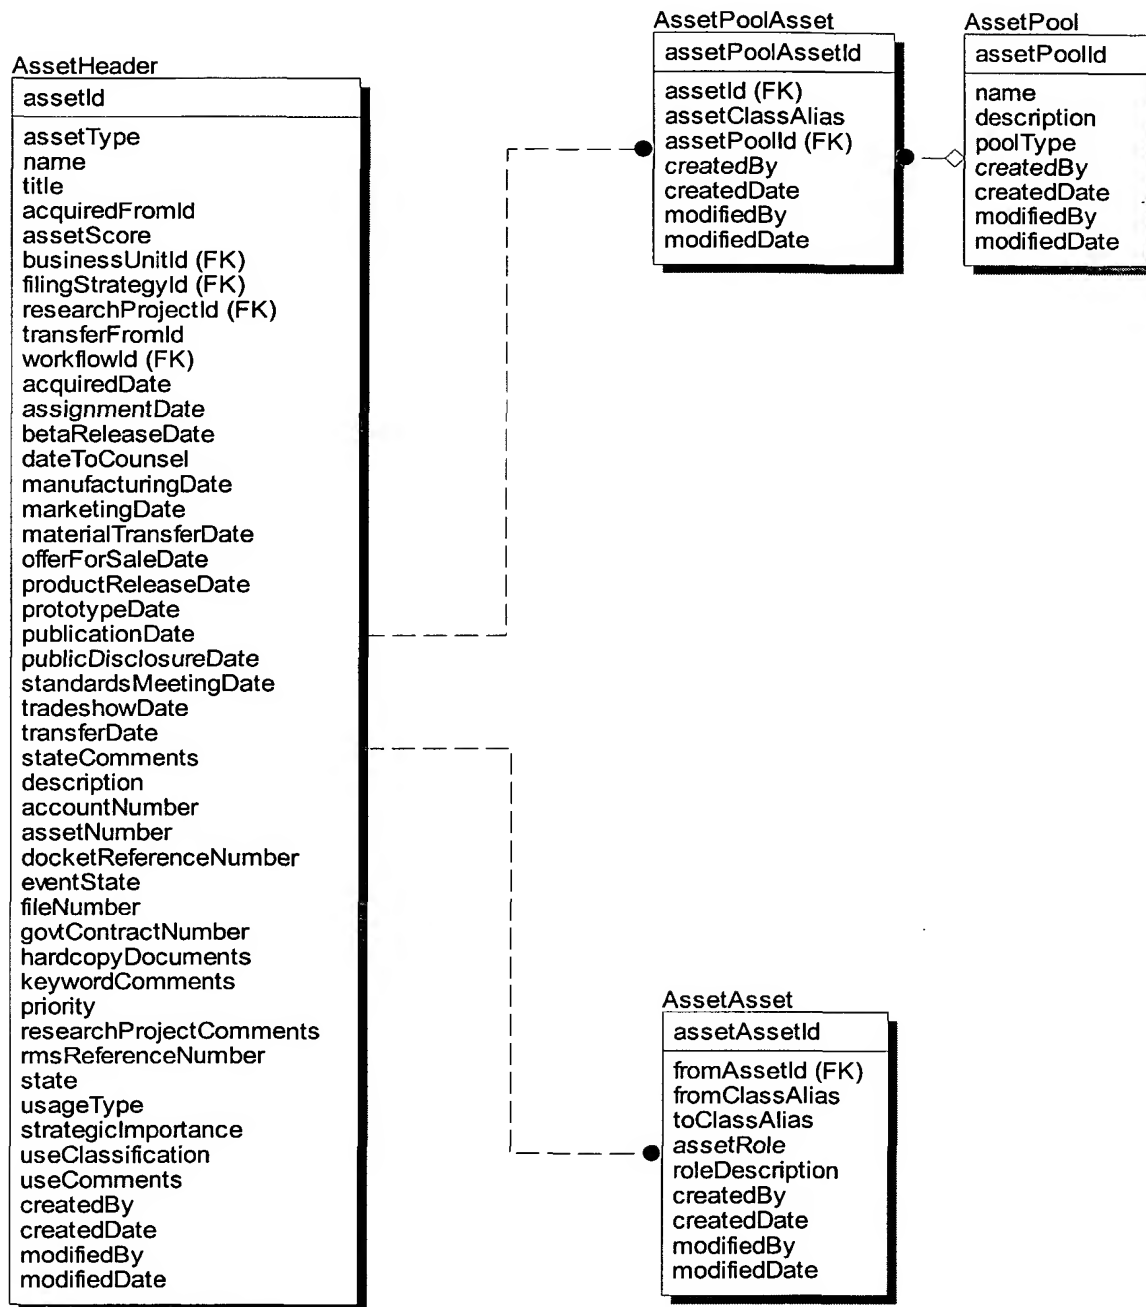 AssetHeader
assetId
assetType
name
title
acquiredFromId
assetScore
businessUnitId (FK)
filingStrategyId (FK)
researchProjectId (FK)
transferFromId
workflowId (FK)
acquiredDate
assignmentDate
betaReleaseDate
dateToCounsel
manufacturingDate
marketingDate
materialTransferDate
offerForSaleDate
productReleaseDate
prototypeDate
publicationDate
publicDisclosureDate
standardsMeetingDate
tradeshowDate
transferDate
stateComments
description
accountNumber
assetNumber
docketReferenceNumber
eventState
fileNumber
govtContractNumber
hardcopyDocuments
keywordComments
priority
researchProjectComments
rmsReferenceNumber
state
usageType
strategicImportance
useClassification
useComments
createdBy
createdDate
modifiedBy
modifiedDate
AssetPoolAsset
assetPoolAssetId
assetId (FK)
assetClassAlias
assetPoolId (FK)
createdBy
createdDate
modifiedBy
modifiedDate
AssetPool
assetPoolId
name
description
poolType
createdBy
createdDate
modifiedBy
modifiedDate
AssetAsset
assetAssetId
fromAssetId (FK)
fromClassAlias
toClassAlias
assetRole
roleDescription
createdBy
createdDate
modifiedBy
modifiedDate